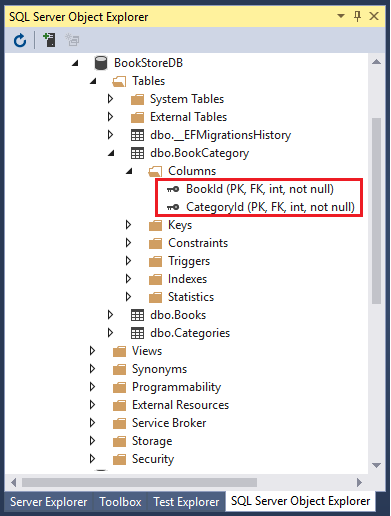 SQL Server Object Explorer
BookStoreDB
Tables
System Tables
External Tables
dbo.__EFMigrationsHistory
dbo.BookCategory
Columns
BookId (PK, FK, int, not null)
CategoryId (PK, FK, int, not null)
Keys
Constraints
Triggers
Indexes
Statistics
dbo.Books
dbo.Categories
Views
Synonyms
Programmability
External Resources
Service Broker
Storage
Security
Server Explorer Toolbox Test Explorer SQL Server Object Explorer